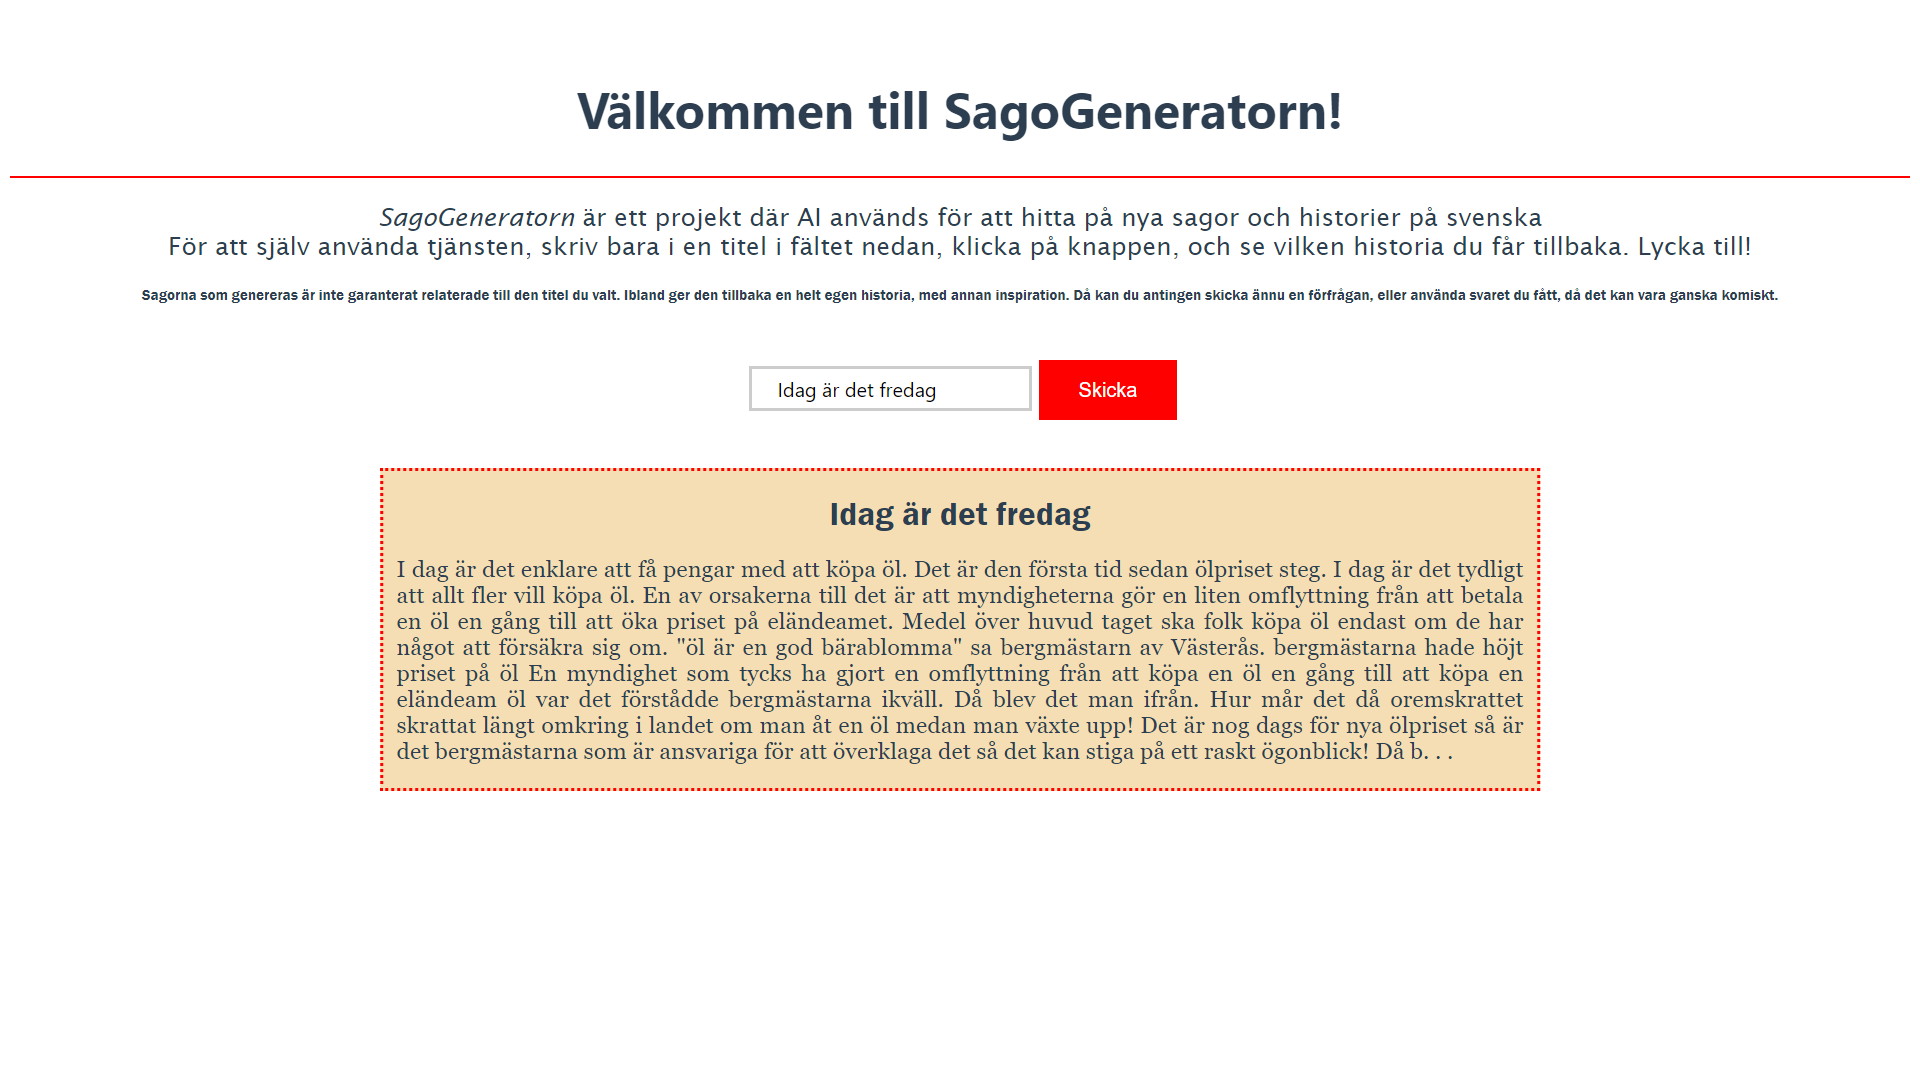 Välkommen till SagoGeneratorn!
SagoGeneratorn är ett projekt där AI används för att hitta på nya sagor och historier på svenska
För att själv använda tjänsten, skriv bara i en titel i fältet nedan, klicka på knappen, och se vilken historia du får tillbaka. Lycka till!
Sagorna som genereras är inte garanterat relaterade till den titel du valt. Ibland ger den tillbaka en helt egen historia, med annan inspiration. Då kan du antingen skicka ännu en förfrågan, eller använda svaret du fått, då det kan vara ganska komiskt.
Idag är det fredag
Skicka
Idag är det fredag
I dag är det enklare att få pengar med att köpa öl. Det är den första tid sedan ölpriset steg. I dag är det tydligt
att allt fler vill köpa öl. En av orsakerna till det är att myndigheterna gör en liten omflyttning från att betala
en öl en gång till att öka priset på eländeamet. Medel över huvud taget ska folk köpa öl endast om de har
något att försäkra sig om. "öl är en god bärablomma" sa bergmästarn av Västerås. bergmästarna hade höjt
priset på öl En myndighet som tycks ha gjort en omflyttning från att köpa en öl en gång till att köpa en
eländeam öl var det förstådde bergmästarna ikväll. Då blev det man ifrån. Hur mår det då oremskrattet
skrattat längt omkring i landet om man åt en öl medan man växte upp! Det är nog dags för nya ölpriset så är
det bergmästarna som är ansvariga för att överklaga det så det kan stiga på ett raskt ögonblick! Då b. . .